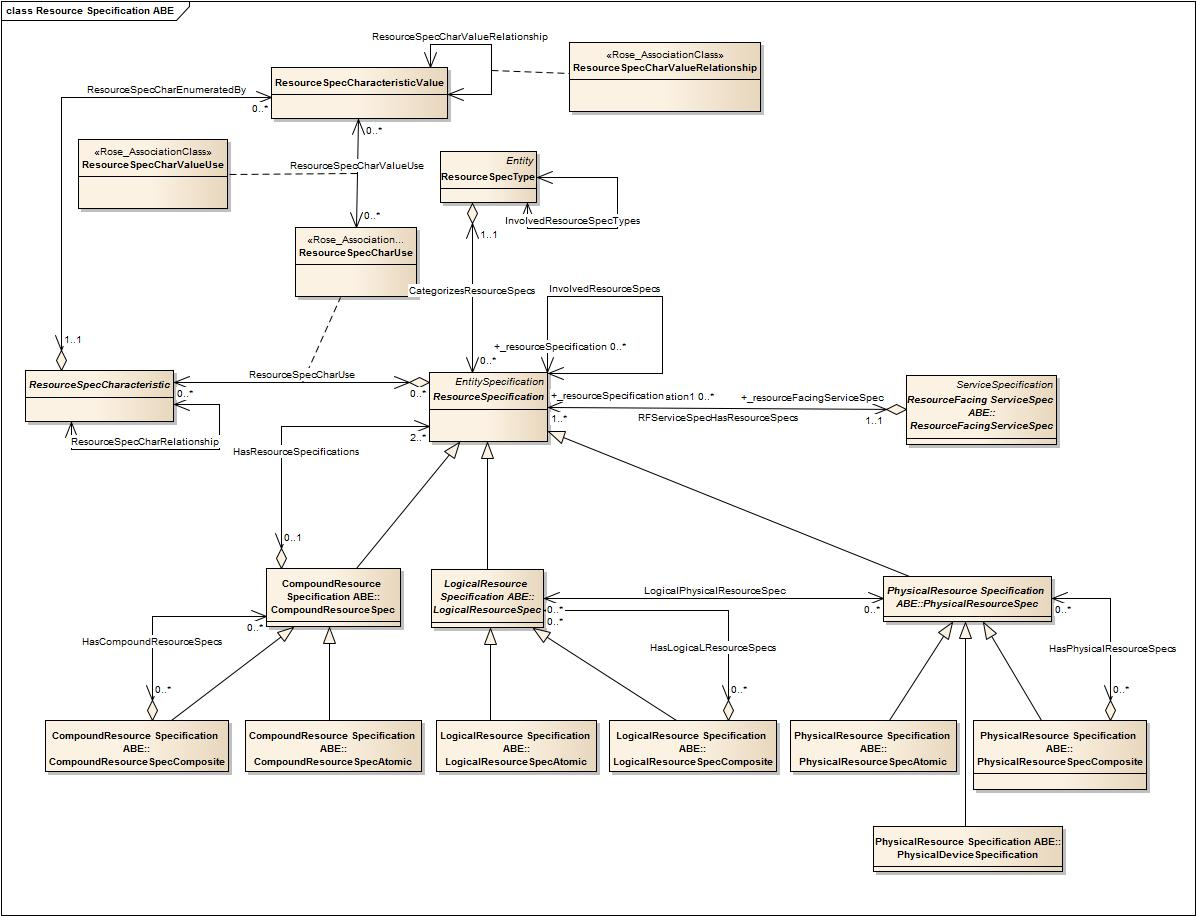 class Resource Specification ABE
ResourceSpecCharValueRelationship
«Rose_AssociationClass»
ResourceSpecCharValueRelationship
ResourceSpecCharacteristicValue
ResourceSpecCharEnumeratedBy
0..*
0..*
«Rose_AssociationClass»
ResourceSpecCharValueUse
ResourceSpecCharValueUse
Entity
ResourceSpecType
InvolvedResourceSpecTypes
0..*
1..1
«Rose_Association...
ResourceSpecCharUse
CategorizesResourceSpecs
InvolvedResourceSpecs
1..1
+_resourceSpecification 0..*
0..*
ResourceSpecCharacteristic
ResourceSpecCharUse
0..*
0..*
EntitySpecification
ResourceSpecification
+_resourceSpecification
ation1 0..*
+_resourceFacingServiceSpec
1..*
RFServiceSpecHasResourceSpecs
1..1
ServiceSpecification
ResourceFacing ServiceSpec
ABE::
ResourceFacingServiceSpec
ResourceSpecCharRelationship
HasResourceSpecifications
2..*
0..1
CompoundResource
Specification ABE::
CompoundResourceSpec
LogicalResource
Specification ABE::
LogicalResourceSpec
LogicalPhysicalResourceSpec
0..*
0..*
0..*
PhysicalResource Specification
ABE::PhysicalResourceSpec
0..*
0..*
HasCompoundResourceSpecs
HasLogicaLResourceSpecs
HasPhysicalResourceSpecs
0..*
0..*
0..*
CompoundResource Specification
ABE::
CompoundResourceSpecComposite
CompoundResource Specification
ABE::
CompoundResourceSpecAtomic
LogicalResource Specification
ABE::
LogicalResourceSpecAtomic
LogicalResource Specification
ABE::
LogicalResourceSpecComposite
PhysicalResource Specification
ABE::
PhysicalResourceSpecAtomic
PhysicalResource Specification
ABE::
PhysicalResourceSpecComposite
PhysicalResource Specification ABE::
PhysicalDeviceSpecification